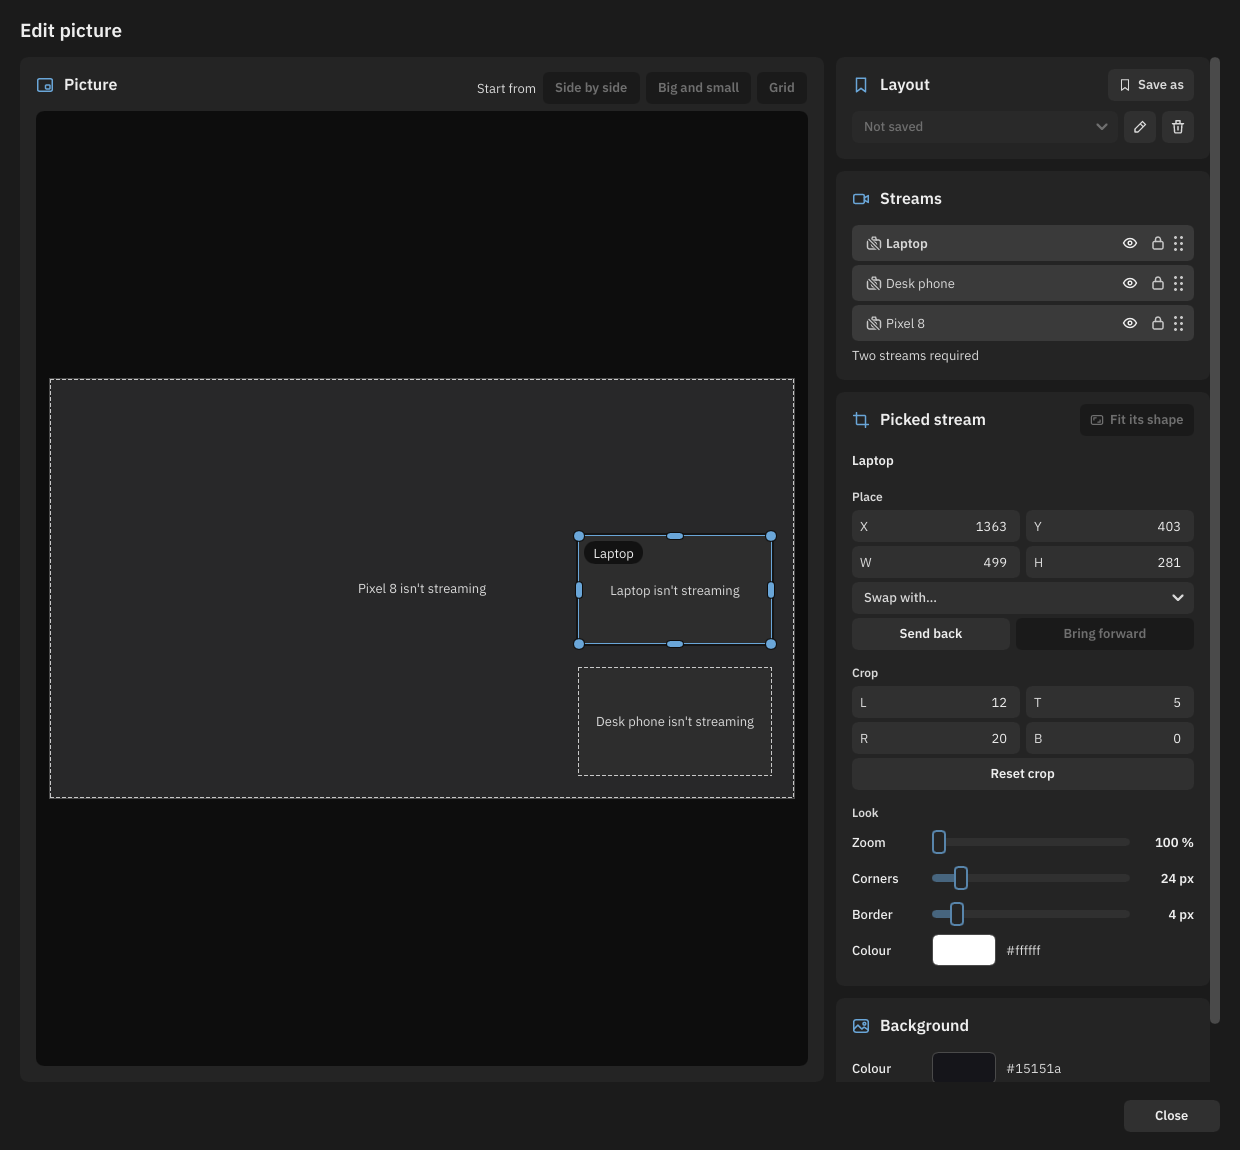 Edit picture
Picture
Start from
Side by side
Big and small
Grid
Pixel 8 isn't streaming
Laptop
Laptop isn't streaming
Desk phone isn't streaming
Layout
Save as
Not saved
Streams
Laptop
Desk phone
Pixel 8
Two streams required
Picked stream
Fit its shape
Laptop
Place
X 1363 Y 403
W 499 H 281
Swap with...
Send back
Bring forward
Crop
L 12 T 5
R 20 B 0
Reset crop
Look
Zoom 100 %
Corners 24 px
Border 4 px
Colour #ffffff
Background
Colour #15151a
Close